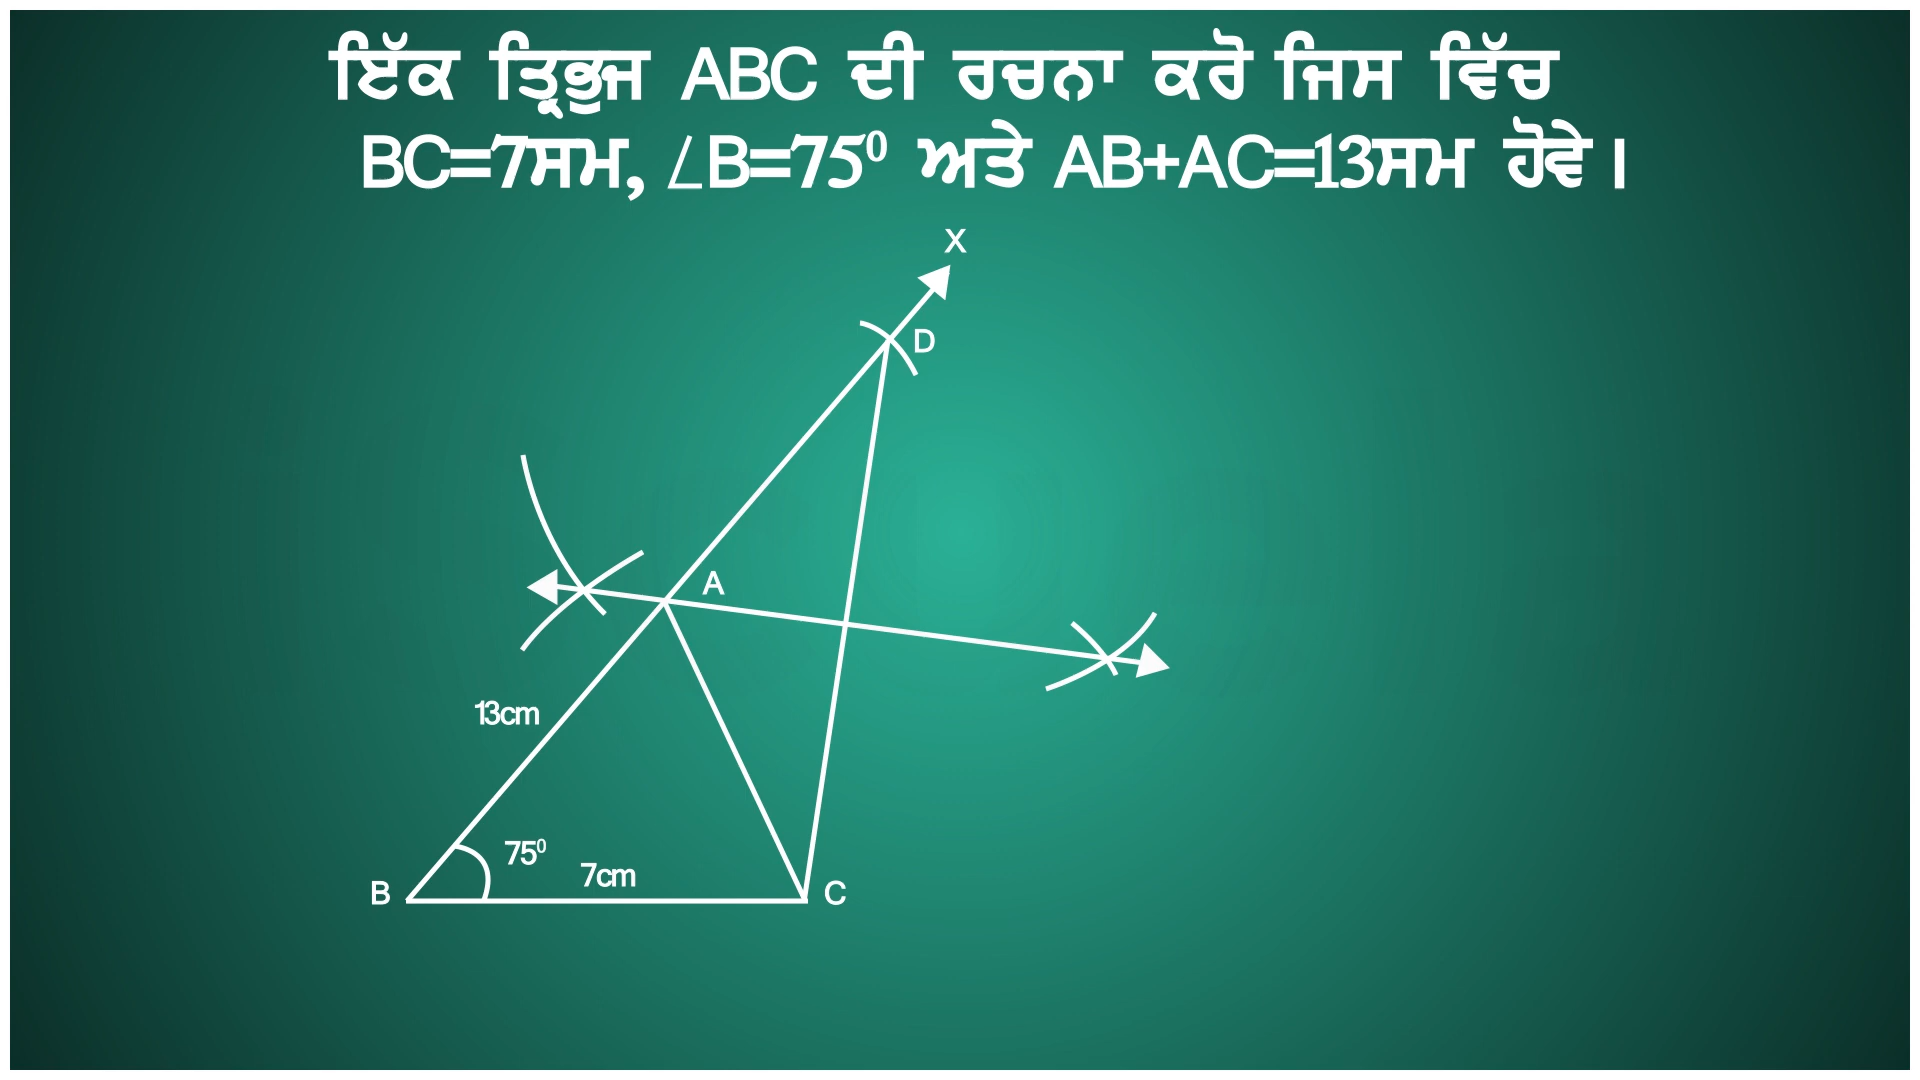 ਇੱਕ ਤ੍ਰਿਭੁਜ ABC ਦੀ ਰਚਨਾ ਕਰੋ ਜਿਸ ਵਿੱਚ
BC=7ਸਮ, ∠B=75⁰ ਅਤੇ AB+AC=13ਸਮ ਹੋਵੇ।
X
D
A
13cm
75⁰
7cm
B
C